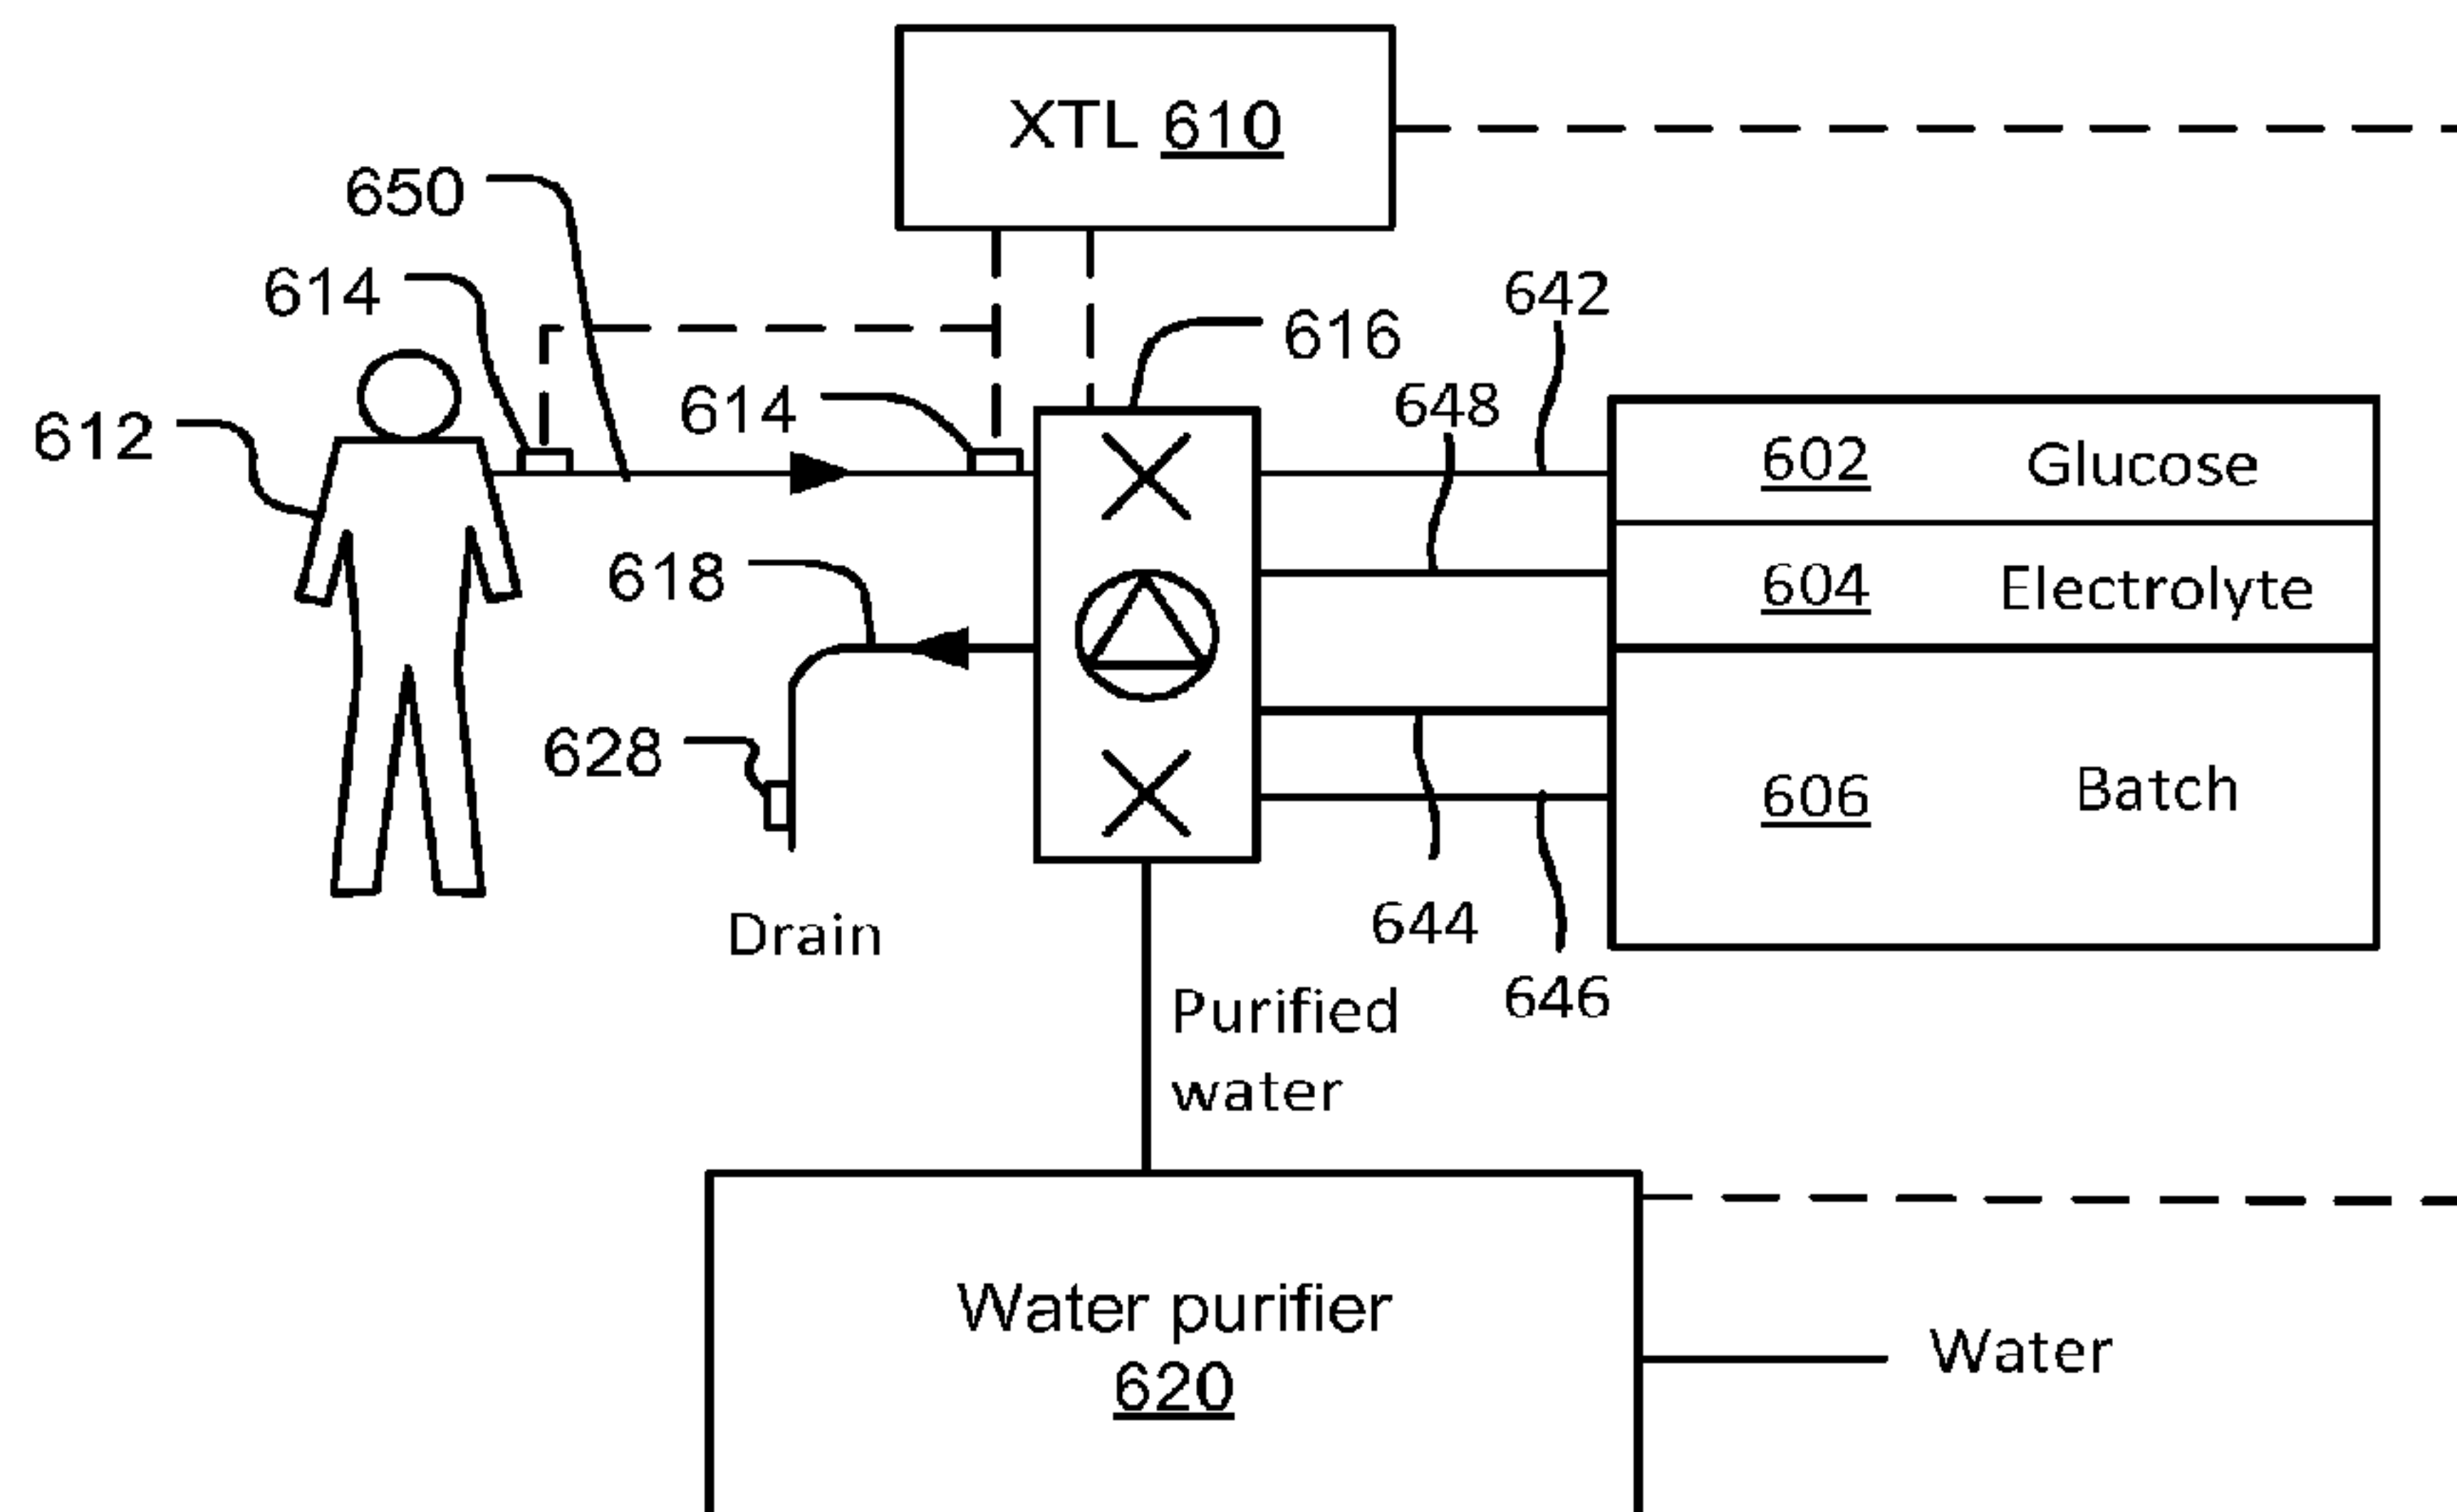 XTL 610
650
614
642
616
614
648
612
602 Glucose
618
604 Electrolyte
628
606 Batch
644
Drain
646
Purified
water
Water purifier
620
Water